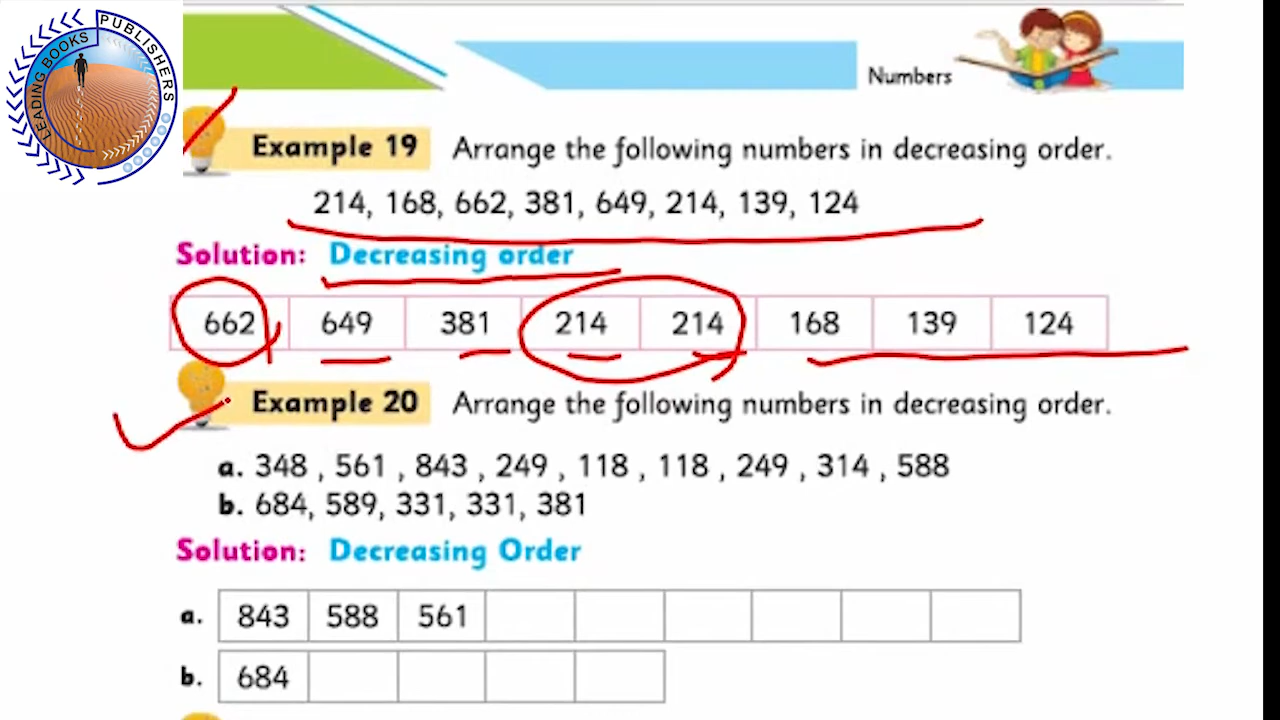 LEADING BOOKS PUBLISHERS
Numbers
Example 19 Arrange the following numbers in decreasing order.
214, 168, 662, 381, 649, 214, 139, 124
Solution: Decreasing order
662 649 381 214 214 168 139 124
Example 20 Arrange the following numbers in decreasing order.
a. 348 , 561 , 843 , 249 , 118 , 118 , 249 , 314 , 588
b. 684, 589, 331, 331, 381
Solution: Decreasing Order
a. 843 588 561
b. 684